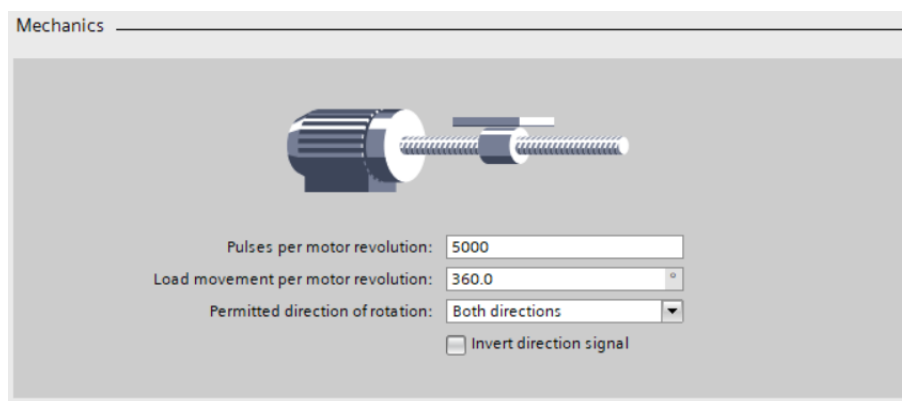 Mechanics
Pulses per motor revolution: 5000
Load movement per motor revolution: 360.0 °
Permitted direction of rotation: Both directions
Invert direction signal